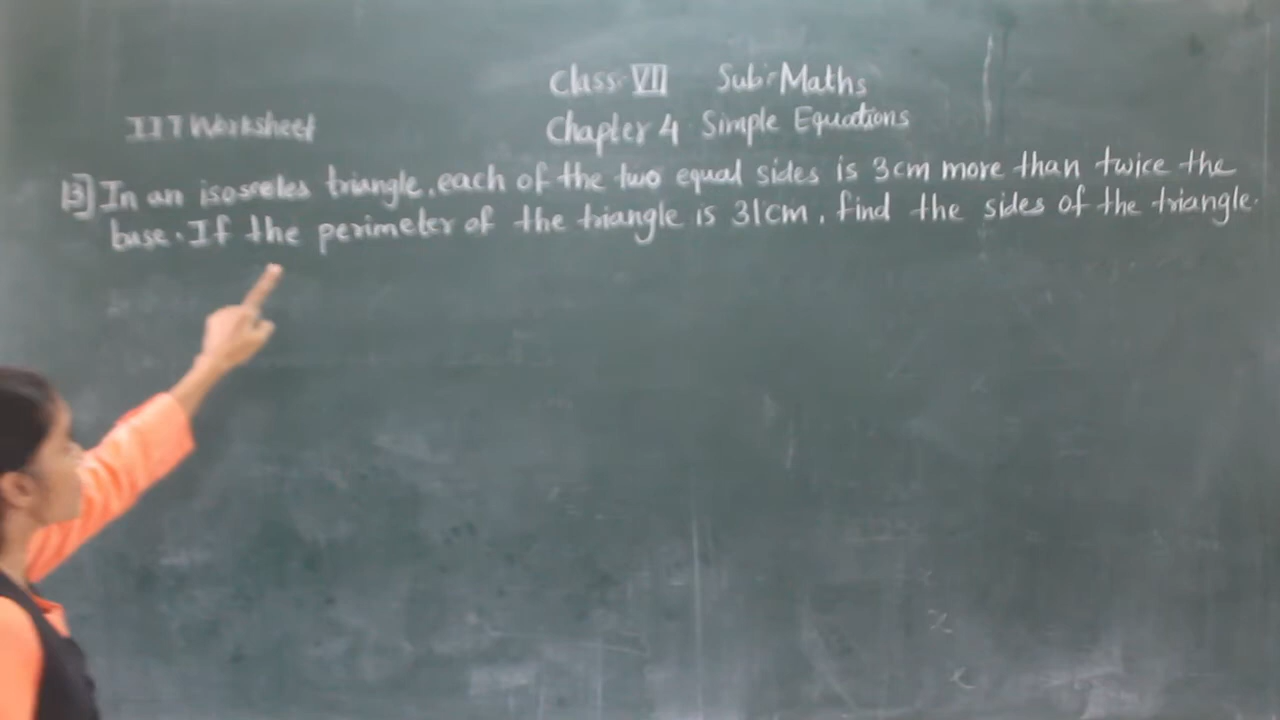 Class-VII Sub:-Maths
IIT Worksheet
Chapter 4 Simple Equations
13] In an isosceles triangle, each of the two equal sides is 3cm more than twice the
base. If the perimeter of the triangle is 31cm, find the sides of the triangle.